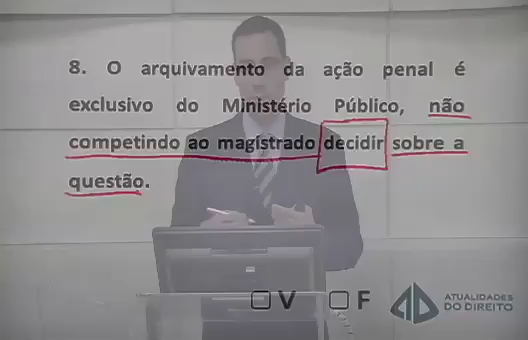 8. O arquivamento da ação penal é
exclusivo do Ministério Público, não
competindo ao magistrado decidir sobre a
questão.
V F
ATUALIDADES
DO DIREITO